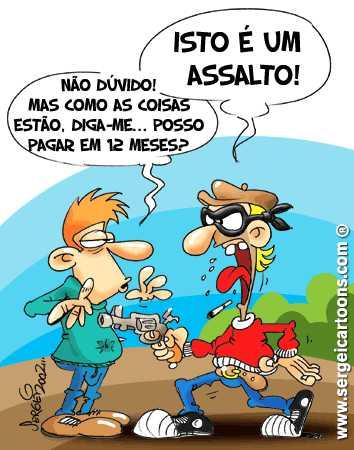 ISTO É UM
ASSALTO!
NÃO DÚVIDO!
MAS COMO AS COISAS
ESTÃO, DIGA-ME... POSSO
PAGAR EM 12 MESES?
www.sergeicartoons.com ®
SERGEI2002...